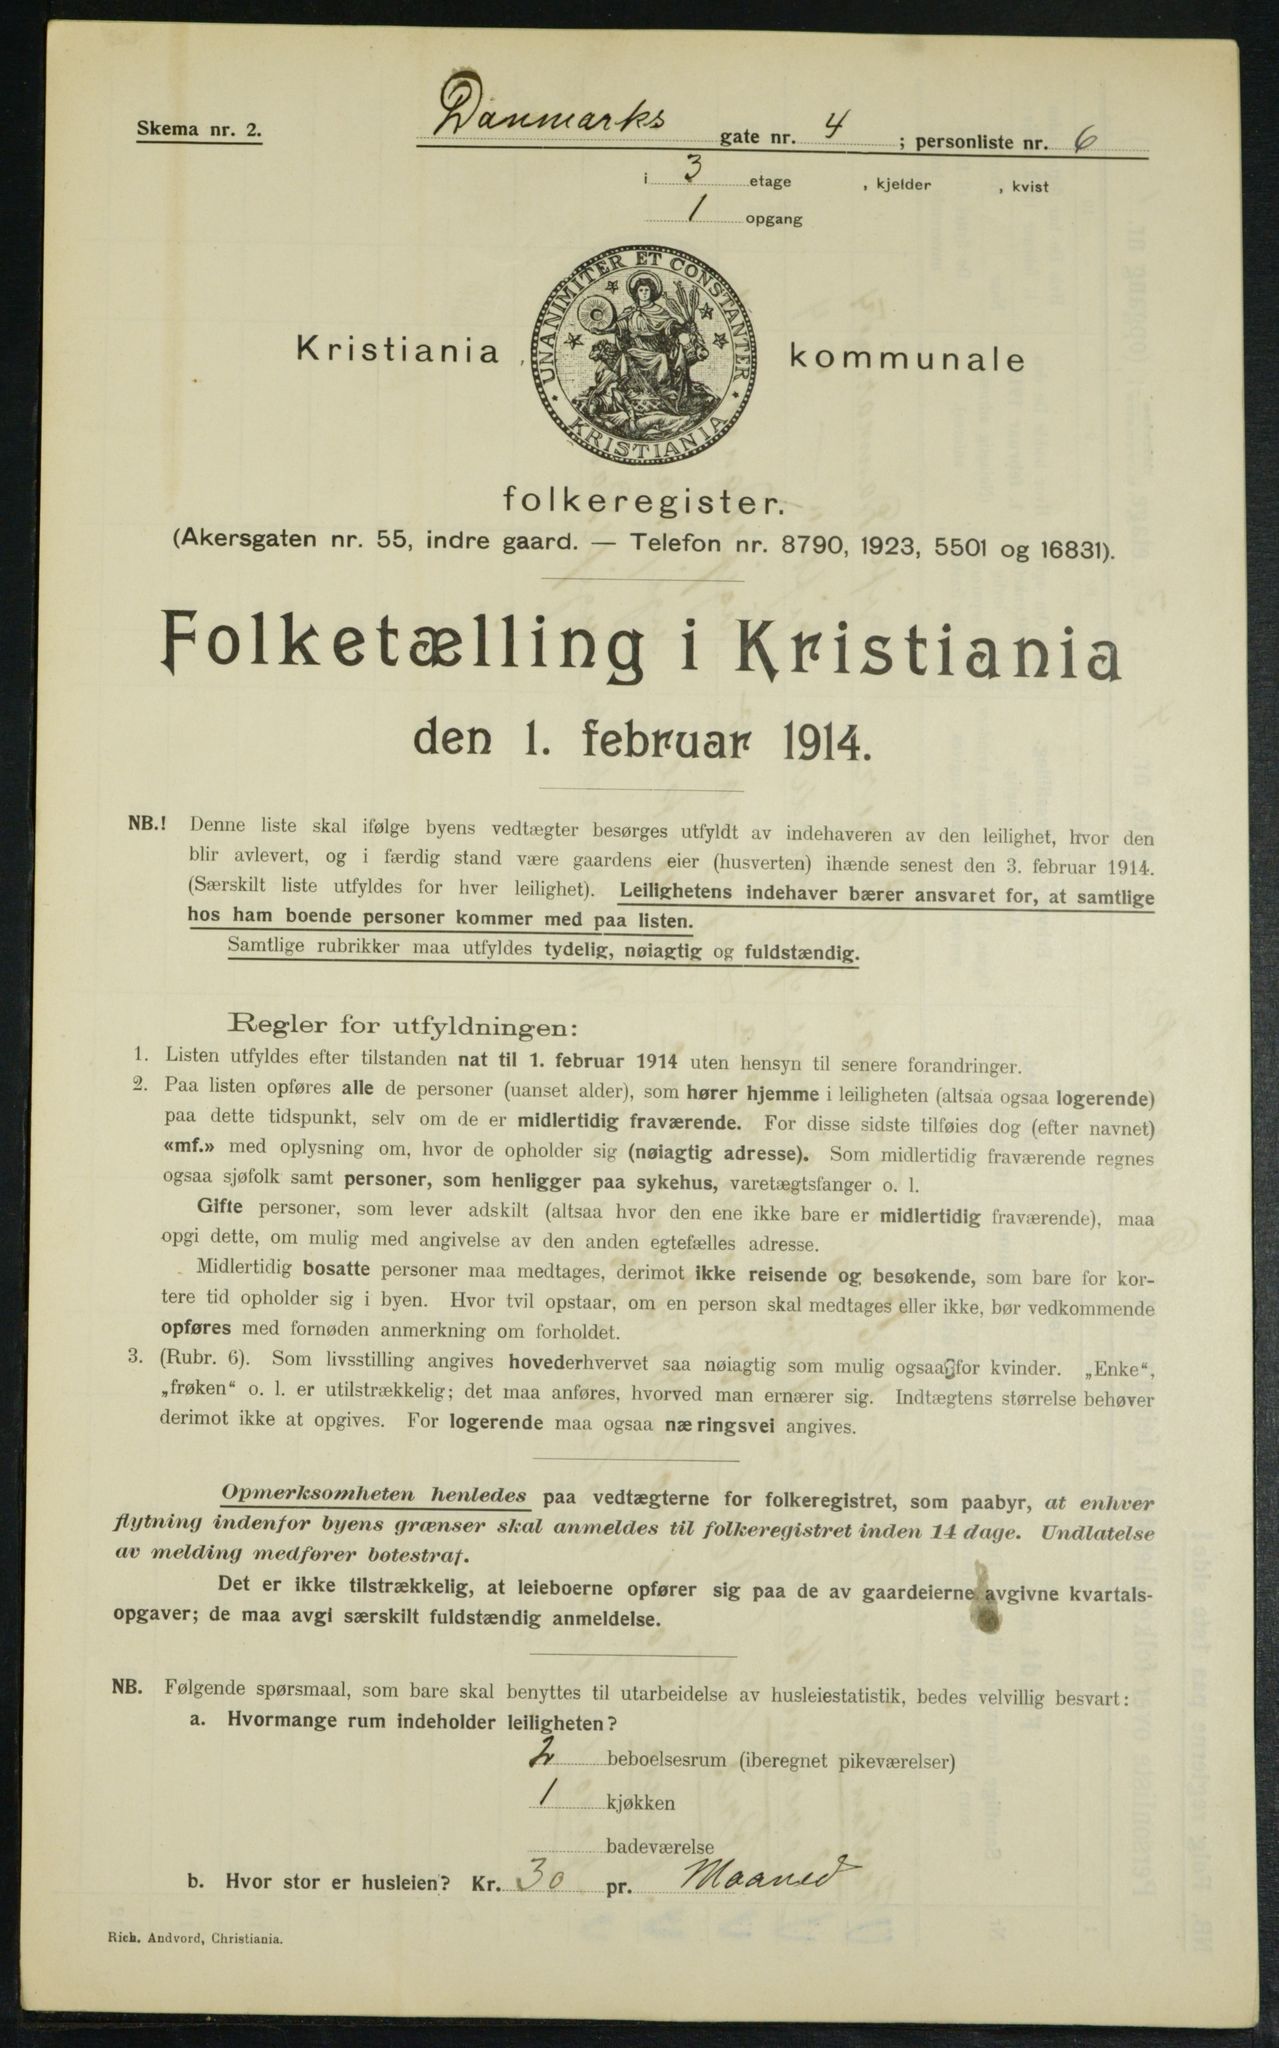 Skema nr. 2.
Danmarks gate nr. 4 ; personliste nr. 6
i 3 etage , kjelder , kvist
1 opgang
UNANIMITER ET CONSTANTER
KRISTIANIA
Kristiania kommunale
folkeregister.
(Akersgaten nr. 55, indre gaard. — Telefon nr. 8790, 1923, 5501 og 16831).
Folketælling i Kristiania
den 1. februar 1914.
NB.! Denne liste skal ifølge byens vedtægter besørges utfyldt av indehaveren av den leilighet, hvor den
blir avlevert, og i færdig stand være gaardens eier (husverten) ihænde senest den 3. februar 1914.
(Særskilt liste utfyldes for hver leilighet). Leilighetens indehaver bærer ansvaret for, at samtlige
hos ham boende personer kommer med paa listen.
Samtlige rubrikker maa utfyldes tydelig, nøiagtig og fuldstændig.
Regler for utfyldningen:
1. Listen utfyldes efter tilstanden nat til 1. februar 1914 uten hensyn til senere forandringer.
2. Paa listen opføres alle de personer (uanset alder), som hører hjemme i leiligheten (altsaa ogsaa logerende)
paa dette tidspunkt, selv om de er midlertidig fraværende. For disse sidste tilføies dog (efter navnet)
«mf.» med oplysning om, hvor de opholder sig (nøiagtig adresse). Som midlertidig fraværende regnes
ogsaa sjøfolk samt personer, som henligger paa sykehus, varetægtsfanger o. l.
Gifte personer, som lever adskilt (altsaa hvor den ene ikke bare er midlertidig fraværende), maa
opgi dette, om mulig med angivelse av den anden egtefælles adresse.
Midlertidig bosatte personer maa medtages, derimot ikke reisende og besøkende, som bare for kor-
tere tid opholder sig i byen. Hvor tvil opstaar, om en person skal medtages eller ikke, bør vedkommende
opføres med fornøden anmerkning om forholdet.
3. (Rubr. 6). Som livsstilling angives hovederhvervet saa nøiagtig som mulig ogsaa for kvinder. „Enke“,
„frøken“ o. l. er utilstrækkelig; det maa anføres, hvorved man ernærer sig. Indtægtens størrelse behøver
derimot ikke at opgives. For logerende maa ogsaa næringsvei angives.
Opmerksomheten henledes paa vedtægterne for folkeregistret, som paabyr, at enhver
flytning indenfor byens grænser skal anmeldes til folkeregistret inden 14 dage. Undlatelse
av melding medfører botestraf.
Det er ikke tilstrækkelig, at leieboerne opfører sig paa de av gaardeierne avgivne kvartals-
opgaver; de maa avgi særskilt fuldstændig anmeldelse.
NB. Følgende spørsmaal, som bare skal benyttes til utarbeidelse av husleiestatistik, bedes velvillig besvart:
a. Hvormange rum indeholder leiligheten?
2 beboelsesrum (iberegnet pikeværelser)
1 kjøkken
badeværelse
b. Hvor stor er husleien? Kr. 30 pr. Maaned
Rich. Andvord, Christiania.